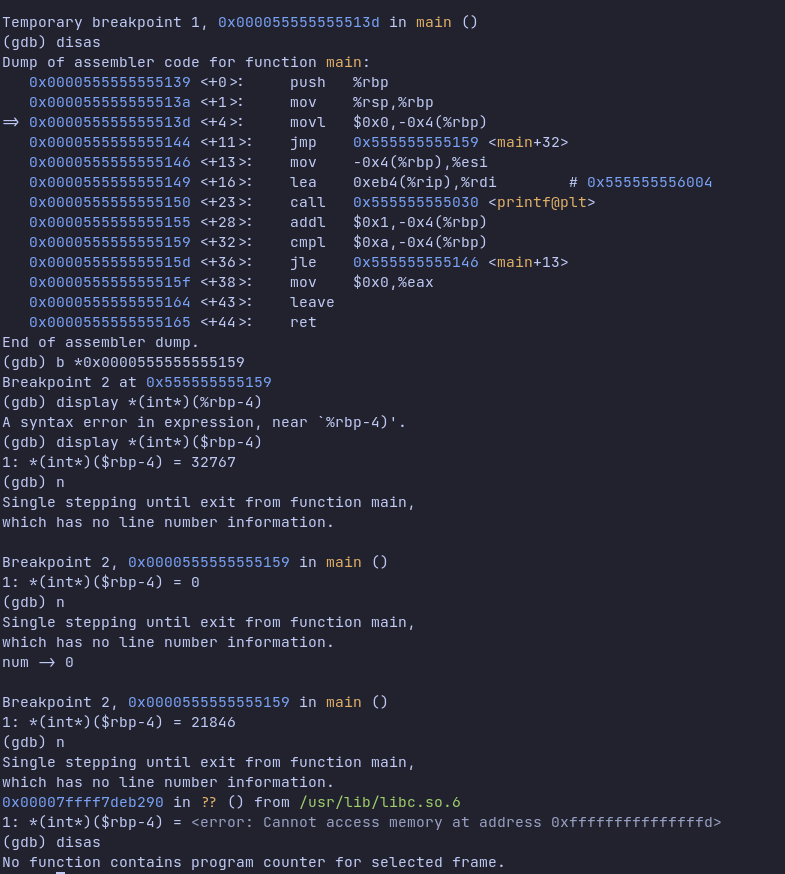 Temporary breakpoint 1, 0x000055555555513d in main ()
(gdb) disas
Dump of assembler code for function main:
   0x0000555555555139 <+0>:     push   %rbp
   0x000055555555513a <+1>:     mov    %rsp,%rbp
=> 0x000055555555513d <+4>:     movl   $0x0,-0x4(%rbp)
   0x0000555555555144 <+11>:    jmp    0x555555555159 <main+32>
   0x0000555555555146 <+13>:    mov    -0x4(%rbp),%esi
   0x0000555555555149 <+16>:    lea    0xeb4(%rip),%rdi        # 0x555555556004
   0x0000555555555150 <+23>:    call   0x555555555030 <printf@plt>
   0x0000555555555155 <+28>:    addl   $0x1,-0x4(%rbp)
   0x0000555555555159 <+32>:    cmpl   $0xa,-0x4(%rbp)
   0x000055555555515d <+36>:    jle    0x555555555146 <main+13>
   0x000055555555515f <+38>:    mov    $0x0,%eax
   0x0000555555555164 <+43>:    leave
   0x0000555555555165 <+44>:    ret
End of assembler dump.
(gdb) b *0x0000555555555159
Breakpoint 2 at 0x555555555159
(gdb) display *(int*)(%rbp-4)
A syntax error in expression, near `%rbp-4)'.
(gdb) display *(int*)($rbp-4)
1: *(int*)($rbp-4) = 32767
(gdb) n
Single stepping until exit from function main,
which has no line number information.

Breakpoint 2, 0x0000555555555159 in main ()
1: *(int*)($rbp-4) = 0
(gdb) n
Single stepping until exit from function main,
which has no line number information.
num -> 0

Breakpoint 2, 0x0000555555555159 in main ()
1: *(int*)($rbp-4) = 21846
(gdb) n
Single stepping until exit from function main,
which has no line number information.
0x00007ffff7deb290 in ?? () from /usr/lib/libc.so.6
1: *(int*)($rbp-4) = <error: Cannot access memory at address 0xfffffffffffffffd>
(gdb) disas
No function contains program counter for selected frame.